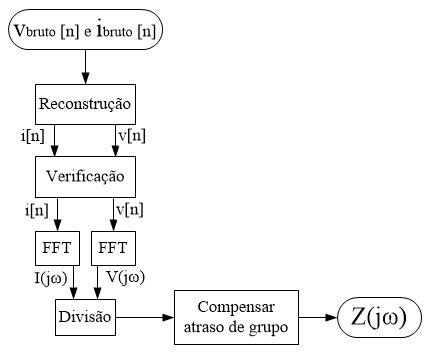 vbruto [n] e ibruto [n]
Reconstrução
i[n] v[n]
Verificação
i[n] v[n]
FFT FFT
I(jω) V(jω)
Divisão
Compensar
atraso de grupo
Z(jω)